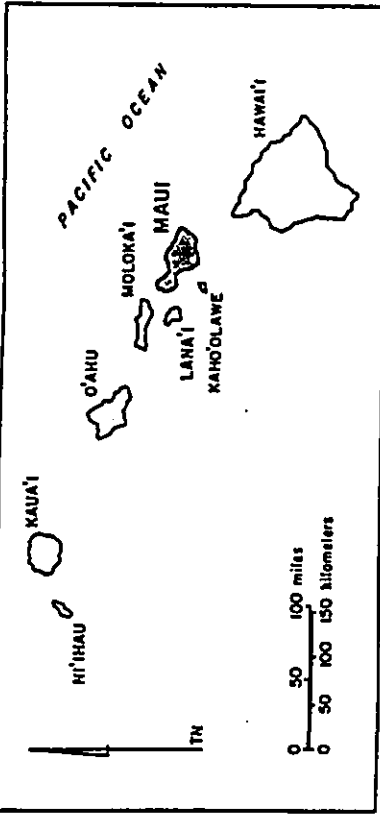 KAUA'I
NI'IHAU
O'AHU
MOLOKA'I
MAUI
LANA'I
KAHO'OLAWE
HAWAI'I
PACIFIC OCEAN
TN
0 50 100 miles
0 50 100 150 kilometers